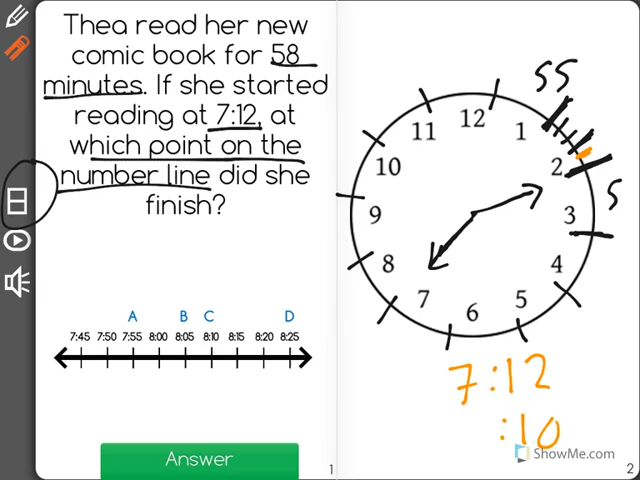 Thea read her new
comic book for 58
minutes. If she started
reading at 7:12, at
which point on the
number line did she
finish?
A B C D
7:45 7:50 7:55 8:00 8:05 8:10 8:15 8:20 8:25
Answer
1
55
12
11 1
10 2
9 3
5
8 4
7 5
6
7:12
:10
ShowMe.com
2